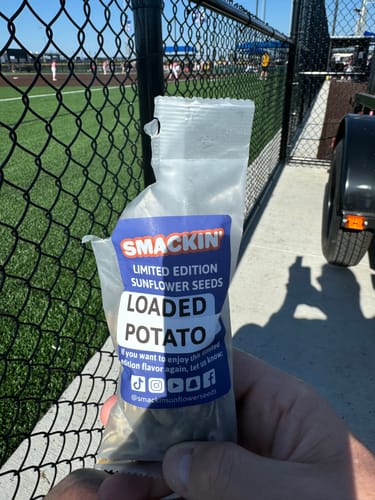 SMACKIN'
LIMITED EDITION
SUNFLOWER SEEDS
LOADED
POTATO
If you want to enjoy this limited
edition flavor again, let us know:
@smackinsunflowerseeds